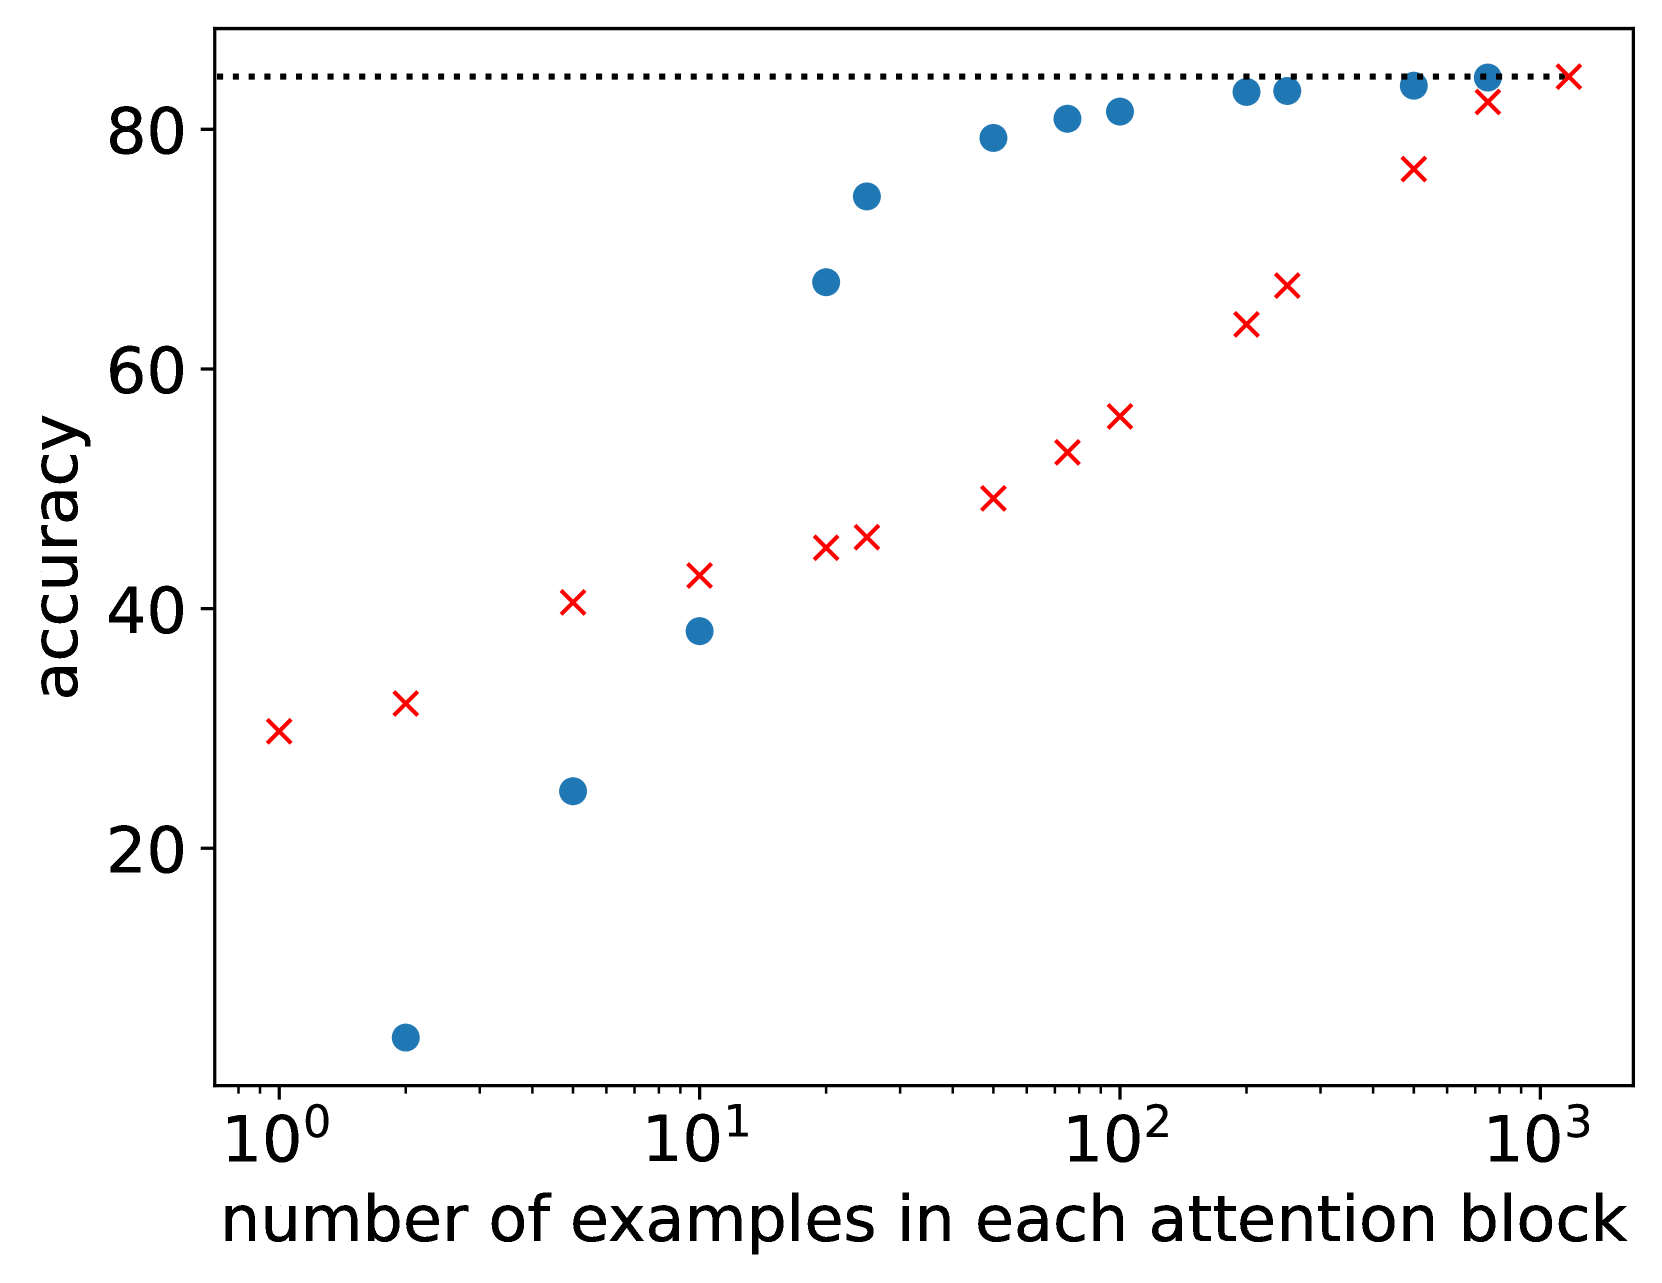 accuracy
80
60
40
20
10⁰ 10¹ 10² 10³
number of examples in each attention block